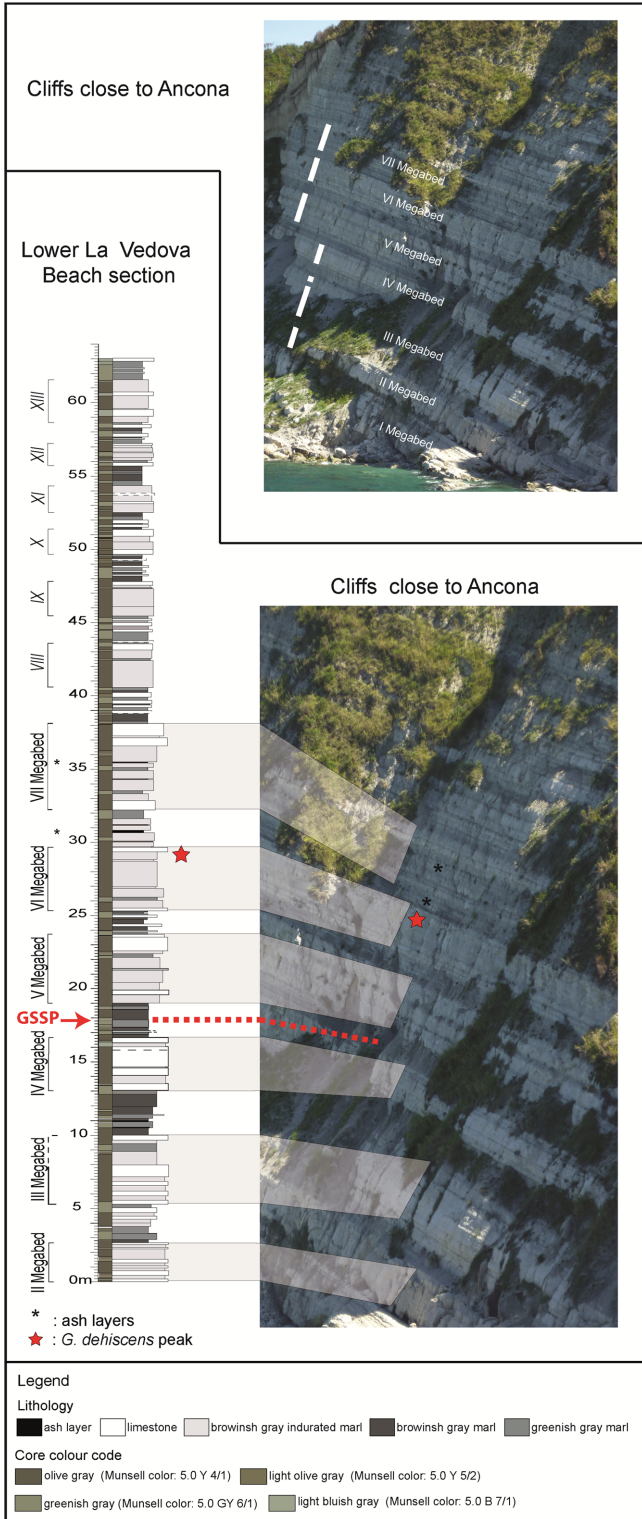 Cliffs close to Ancona
VII Megabed
VI Megabed
V Megabed
IV Megabed
III Megabed
II Megabed
I Megabed
Lower La Vedova
Beach section
XIII
XII
XI
X
IX
VIII
VII Megabed
VI Megabed
V Megabed
IV Megabed
III Megabed
II Megabed
60
55
50
45
40
35
30
25
20
15
10
5
0m
*
*
GSSP
Cliffs close to Ancona
*
*
* : ash layers
: G. dehiscens peak
Legend
Lithology
ash layer limestone browinsh gray indurated marl browinsh gray marl greenish gray marl
Core colour code
olive gray (Munsell color: 5.0 Y 4/1) light olive gray (Munsell color: 5.0 Y 5/2)
greenish gray (Munsell color: 5.0 GY 6/1) light bluish gray (Munsell color: 5.0 B 7/1)